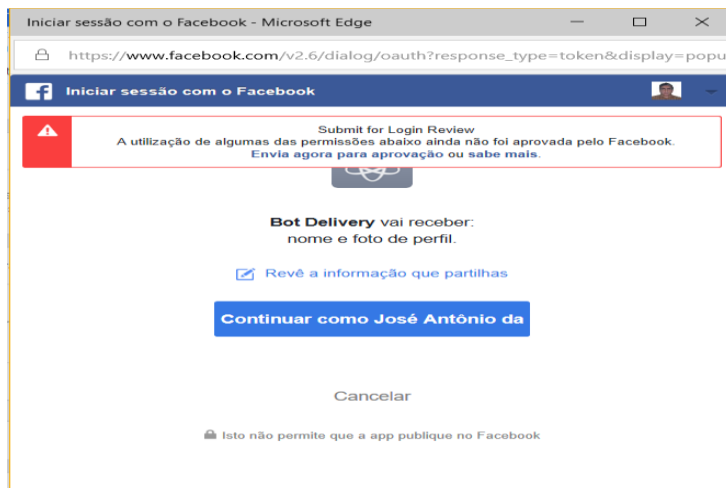 Iniciar sessão com o Facebook - Microsoft Edge
https://www.facebook.com/v2.6/dialog/oauth?response_type=token&display=popu
Iniciar sessão com o Facebook
Submit for Login Review
A utilização de algumas das permissões abaixo ainda não foi aprovada pelo Facebook.
Envia agora para aprovação ou sabe mais.
Bot Delivery vai receber:
nome e foto de perfil.
Revê a informação que partilhas
Continuar como José Antônio da
Cancelar
Isto não permite que a app publique no Facebook